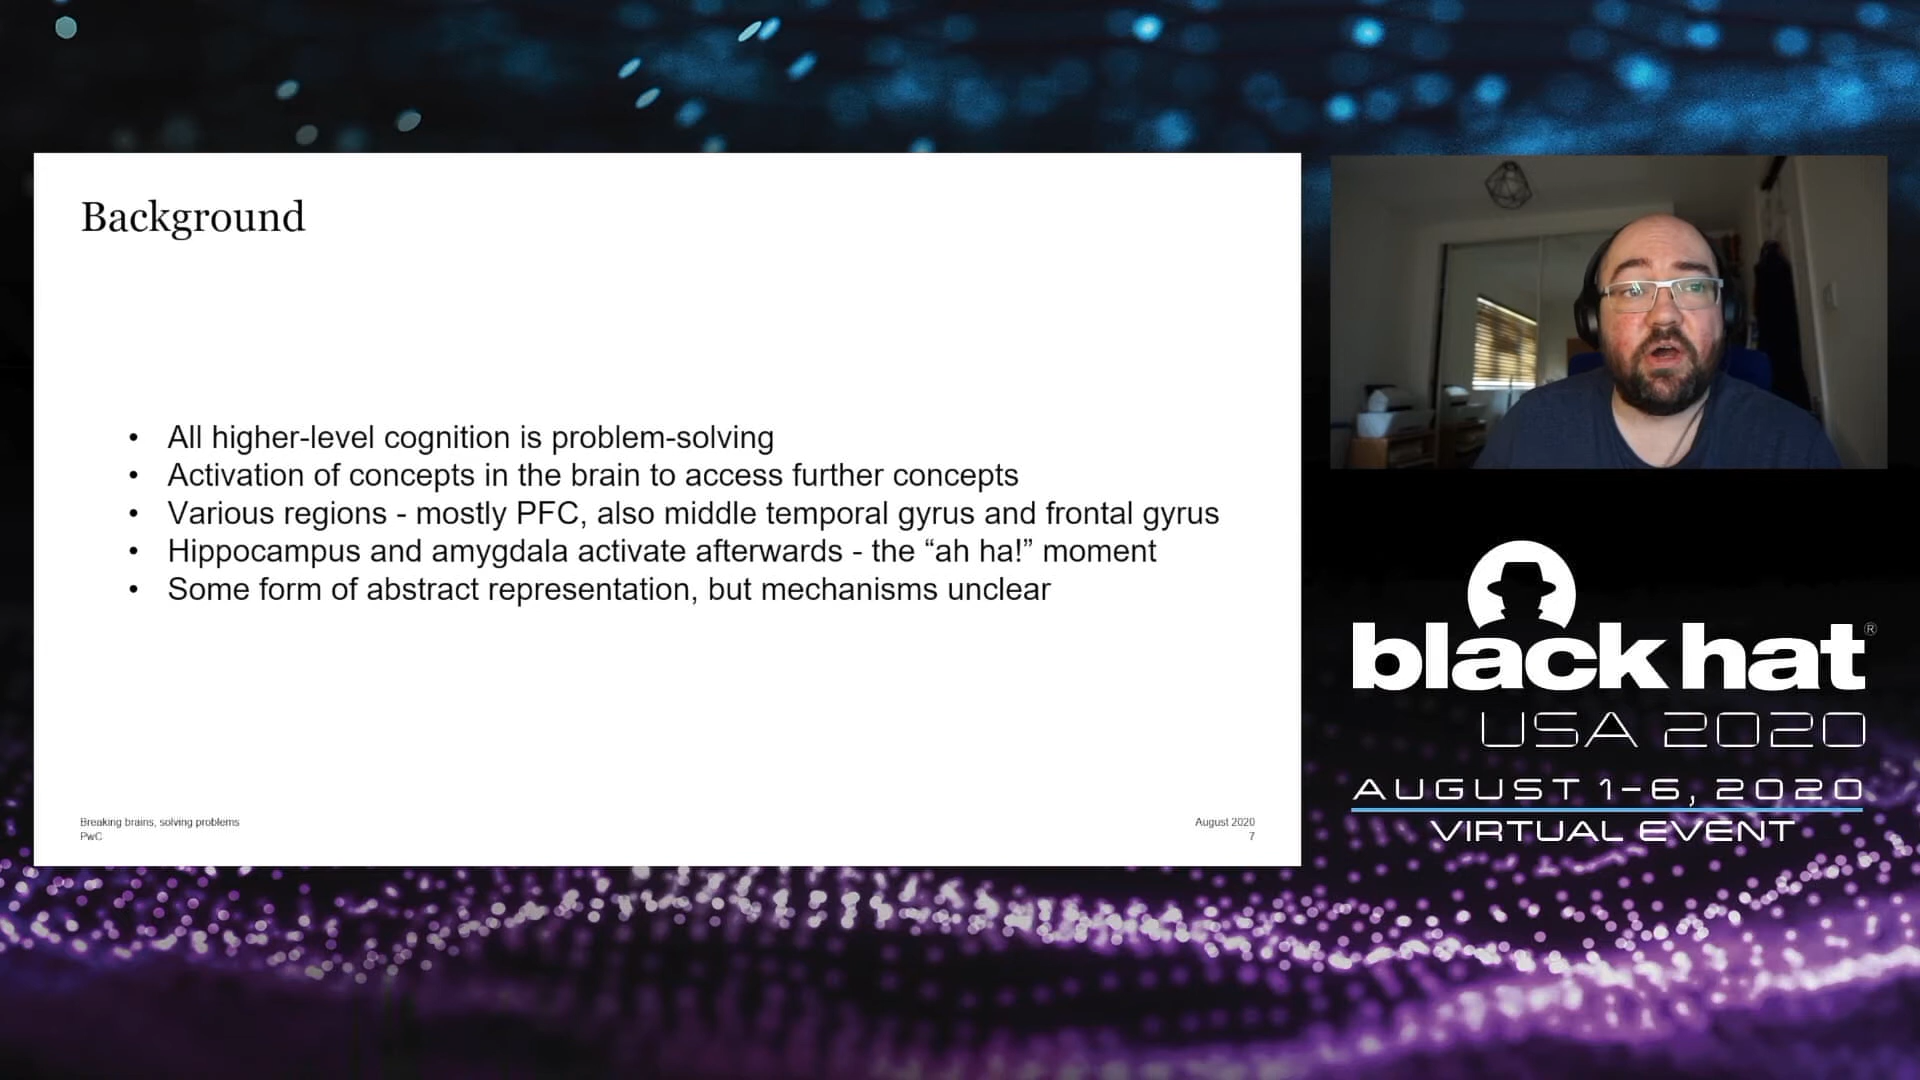 Background
• All higher-level cognition is problem-solving
• Activation of concepts in the brain to access further concepts
• Various regions - mostly PFC, also middle temporal gyrus and frontal gyrus
• Hippocampus and amygdala activate afterwards - the “ah ha!” moment
• Some form of abstract representation, but mechanisms unclear
Breaking brains, solving problems
PwC
August 2020
7
black hat®
USA 2020
AUGUST 1-6, 2020
VIRTUAL EVENT